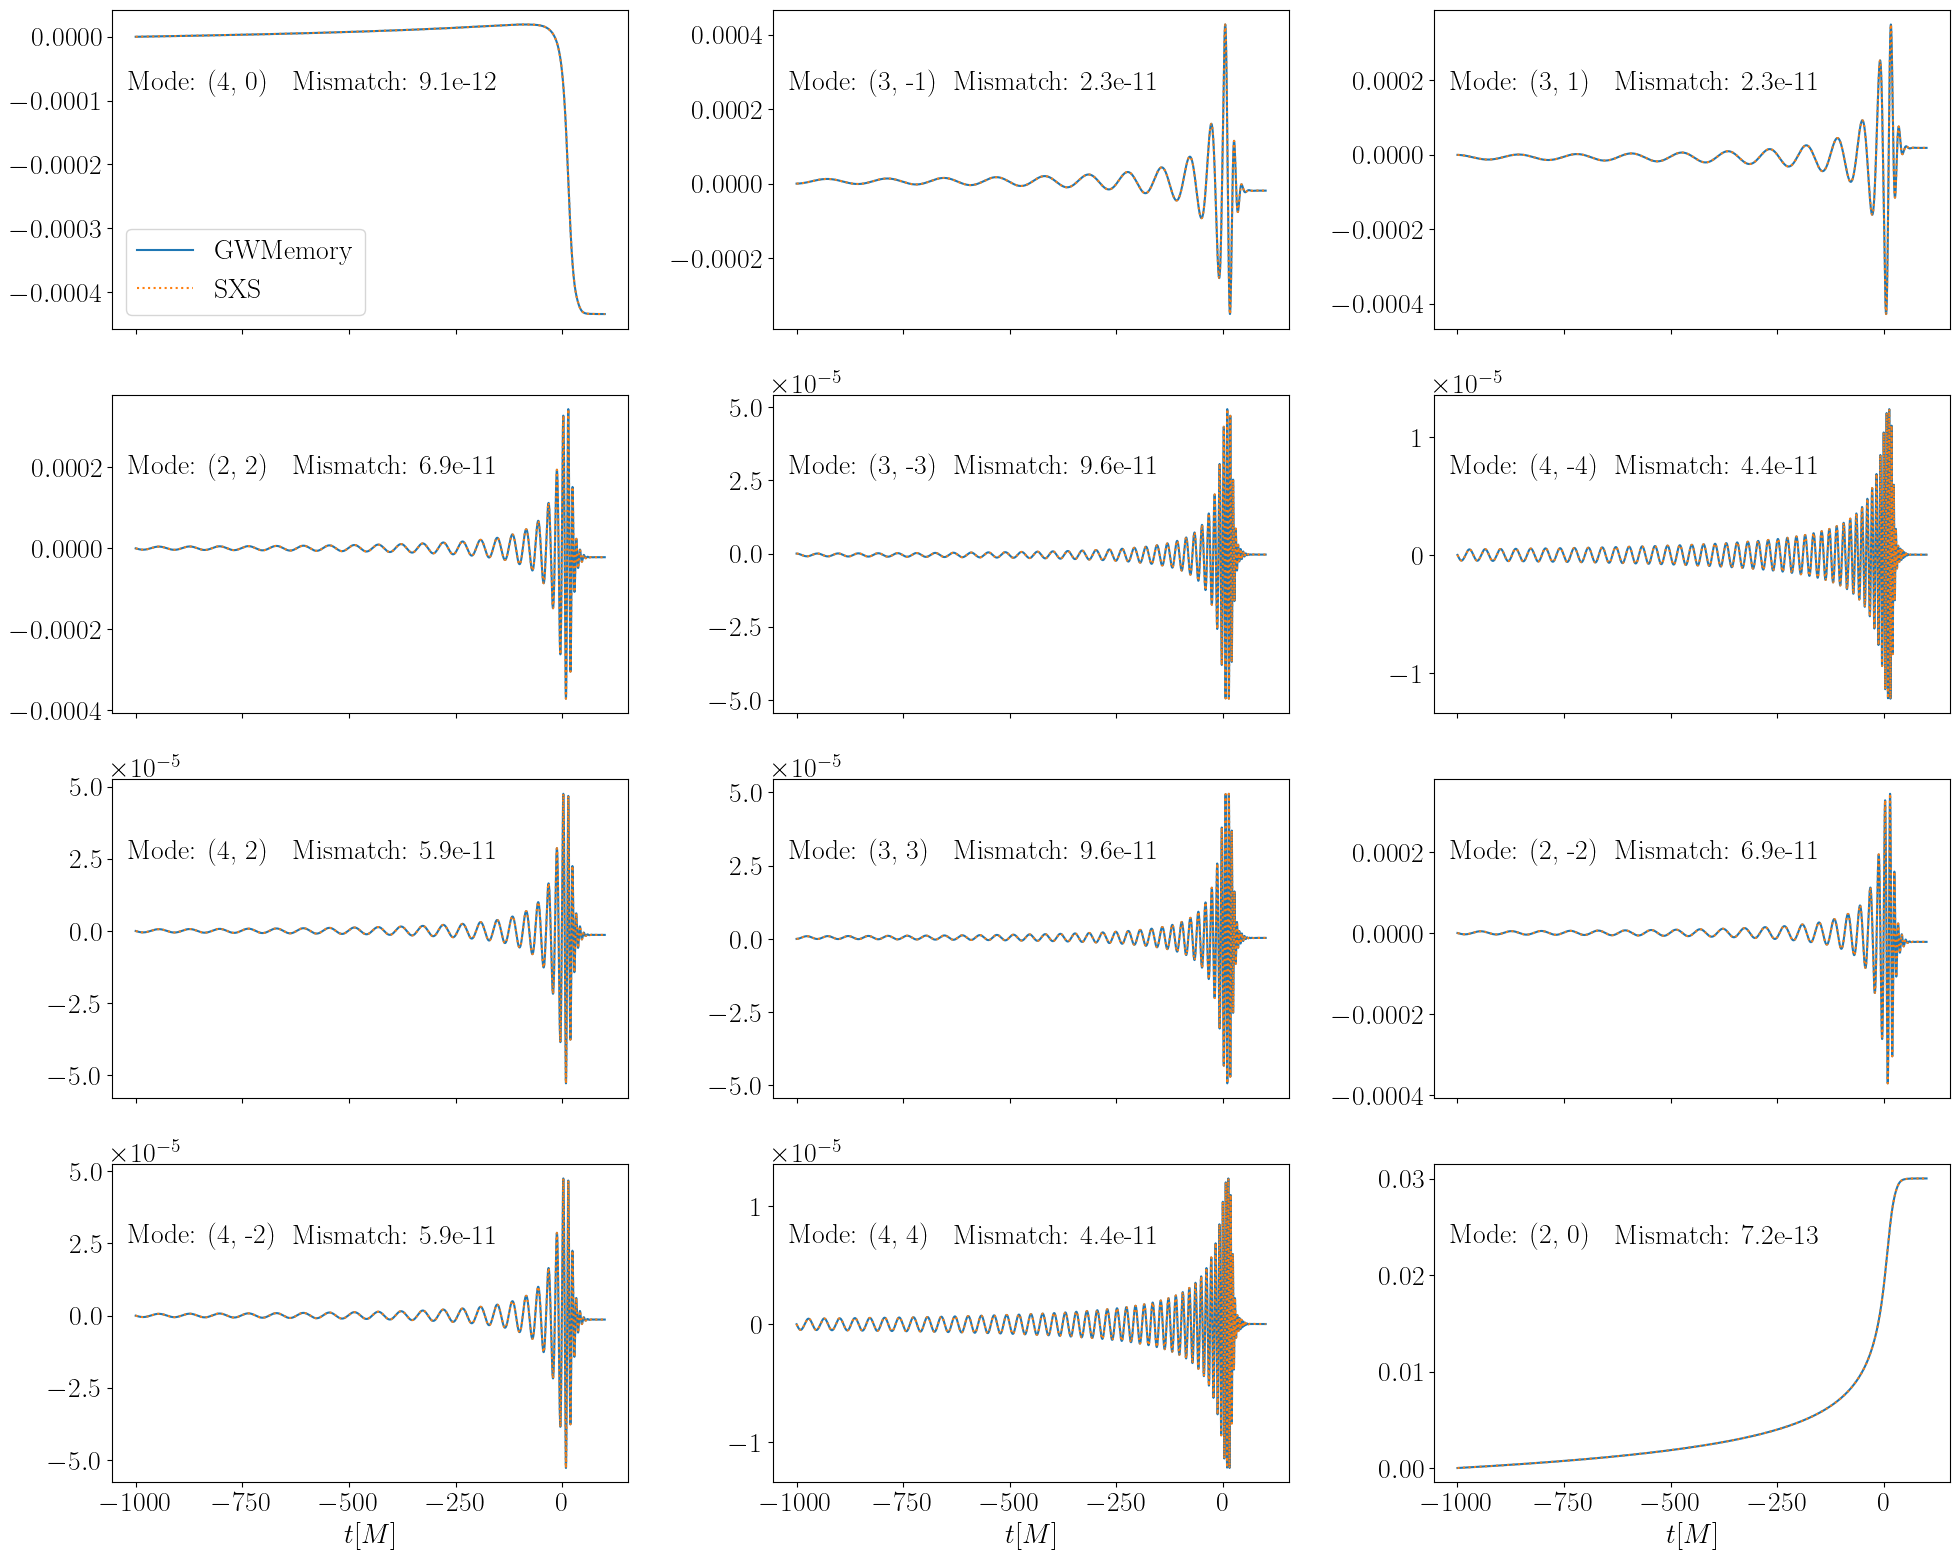 0.0000
−0.0001
−0.0002
−0.0003
−0.0004
Mode: (4, 0) Mismatch: 9.1e-12
GWMemory
SXS
0.0004
0.0002
0.0000
−0.0002
Mode: (3, -1) Mismatch: 2.3e-11
0.0002
0.0000
−0.0002
−0.0004
Mode: (3, 1) Mismatch: 2.3e-11
0.0002
0.0000
−0.0002
−0.0004
Mode: (2, 2) Mismatch: 6.9e-11
×10⁻⁵
5.0
2.5
0.0
−2.5
−5.0
Mode: (3, -3) Mismatch: 9.6e-11
×10⁻⁵
1
0
−1
Mode: (4, -4) Mismatch: 4.4e-11
×10⁻⁵
5.0
2.5
0.0
−2.5
−5.0
Mode: (4, 2) Mismatch: 5.9e-11
×10⁻⁵
5.0
2.5
0.0
−2.5
−5.0
Mode: (3, 3) Mismatch: 9.6e-11
0.0002
0.0000
−0.0002
−0.0004
Mode: (2, -2) Mismatch: 6.9e-11
×10⁻⁵
5.0
2.5
0.0
−2.5
−5.0
Mode: (4, -2) Mismatch: 5.9e-11
−1000 −750 −500 −250 0
t[M]
×10⁻⁵
1
0
−1
Mode: (4, 4) Mismatch: 4.4e-11
−1000 −750 −500 −250 0
t[M]
0.03
0.02
0.01
0.00
Mode: (2, 0) Mismatch: 7.2e-13
−1000 −750 −500 −250 0
t[M]